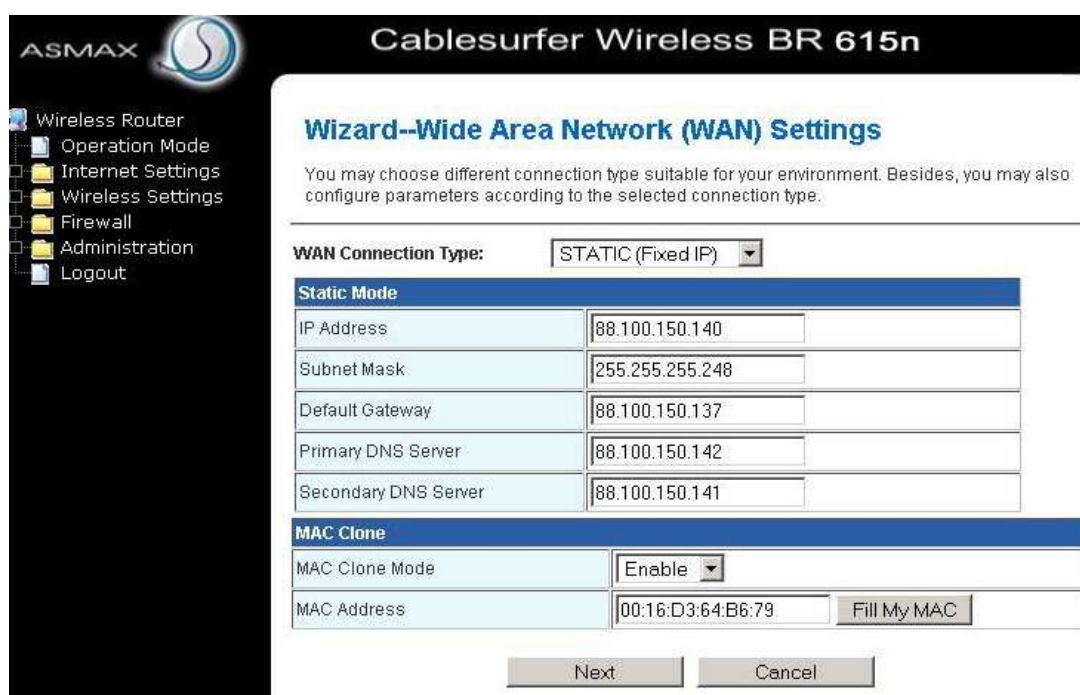 ASMAX
Cablesurfer Wireless BR 615n
Wireless Router
Operation Mode
Internet Settings
Wireless Settings
Firewall
Administration
Logout
Wizard--Wide Area Network (WAN) Settings
You may choose different connection type suitable for your environment. Besides, you may also
configure parameters according to the selected connection type.
WAN Connection Type: STATIC (Fixed IP)
Static Mode
IP Address 88.100.150.140
Subnet Mask 255.255.255.248
Default Gateway 88.100.150.137
Primary DNS Server 88.100.150.142
Secondary DNS Server 88.100.150.141
MAC Clone
MAC Clone Mode Enable
MAC Address 00:16:D3:64:B6:79 Fill My MAC
Next Cancel